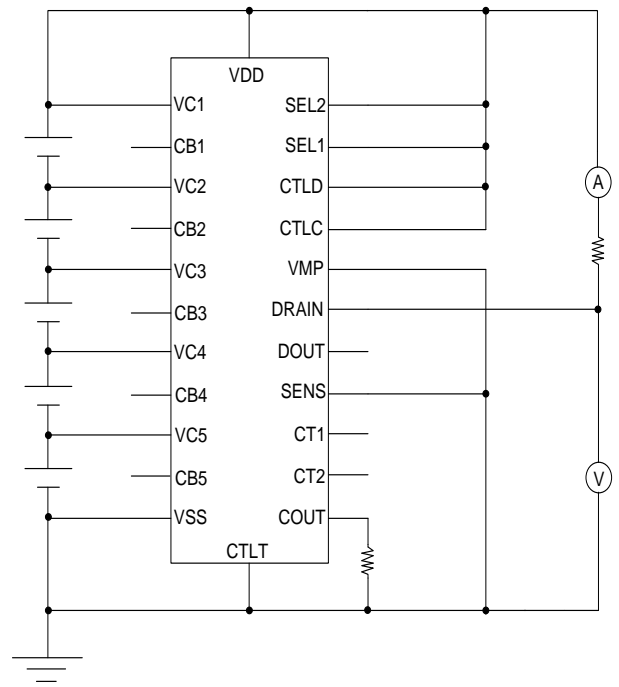 VDD
VC1
SEL2
CB1
SEL1
VC2
CTLD
A
CB2
CTLC
VC3
VMP
CB3
DRAIN
VC4
DOUT
CB4
SENS
VC5
CT1
CB5
CT2
V
VSS
COUT
CTLT